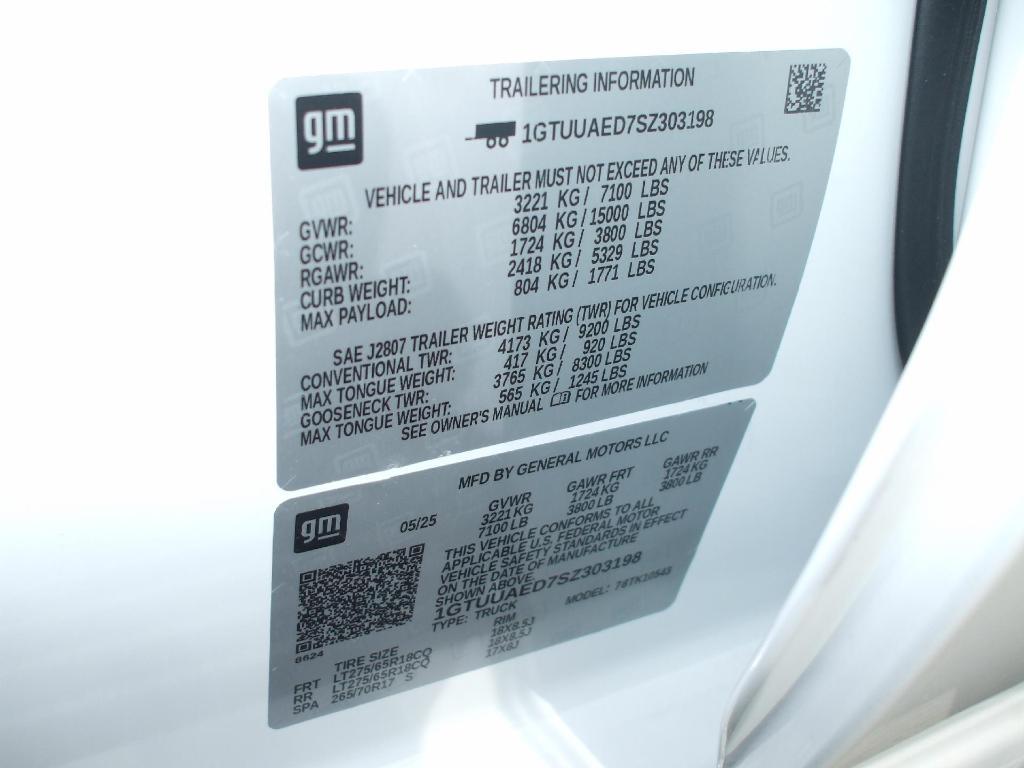 gm
TRAILERING INFORMATION
1GTUUAED7SZ303198
VEHICLE AND TRAILER MUST NOT EXCEED ANY OF THESE VALUES.
GVWR: 3221 KG / 7100 LBS
GCWR: 6804 KG / 15000 LBS
RGAWR: 1724 KG / 3800 LBS
CURB WEIGHT: 2418 KG / 5329 LBS
MAX PAYLOAD: 804 KG / 1771 LBS
SAE J2807 TRAILER WEIGHT RATING (TWR) FOR VEHICLE CONFIGURATION.
CONVENTIONAL TWR: 4173 KG / 9200 LBS
MAX TONGUE WEIGHT: 417 KG / 920 LBS
GOOSENECK TWR: 3765 KG / 8300 LBS
MAX TONGUE WEIGHT: 565 KG / 1245 LBS
SEE OWNER'S MANUAL FOR MORE INFORMATION
gm
MFD BY GENERAL MOTORS LLC
05/25
GVWR GAWR FRT GAWR RR
3221 KG 1724 KG 1724 KG
7100 LB 3800 LB 3800 LB
THIS VEHICLE CONFORMS TO ALL
APPLICABLE U.S. FEDERAL MOTOR
VEHICLE SAFETY STANDARDS IN EFFECT
ON THE DATE OF MANUFACTURE
SHOWN ABOVE.
1GTUUAED7SZ303198
TYPE: TRUCK MODEL: 76TK10543
8624
TIRE SIZE RIM
FRT LT275/65R18CQ 18X8.5J
RR LT275/65R18CQ 18X8.5J
SPA 265/70R17 S 17X8J